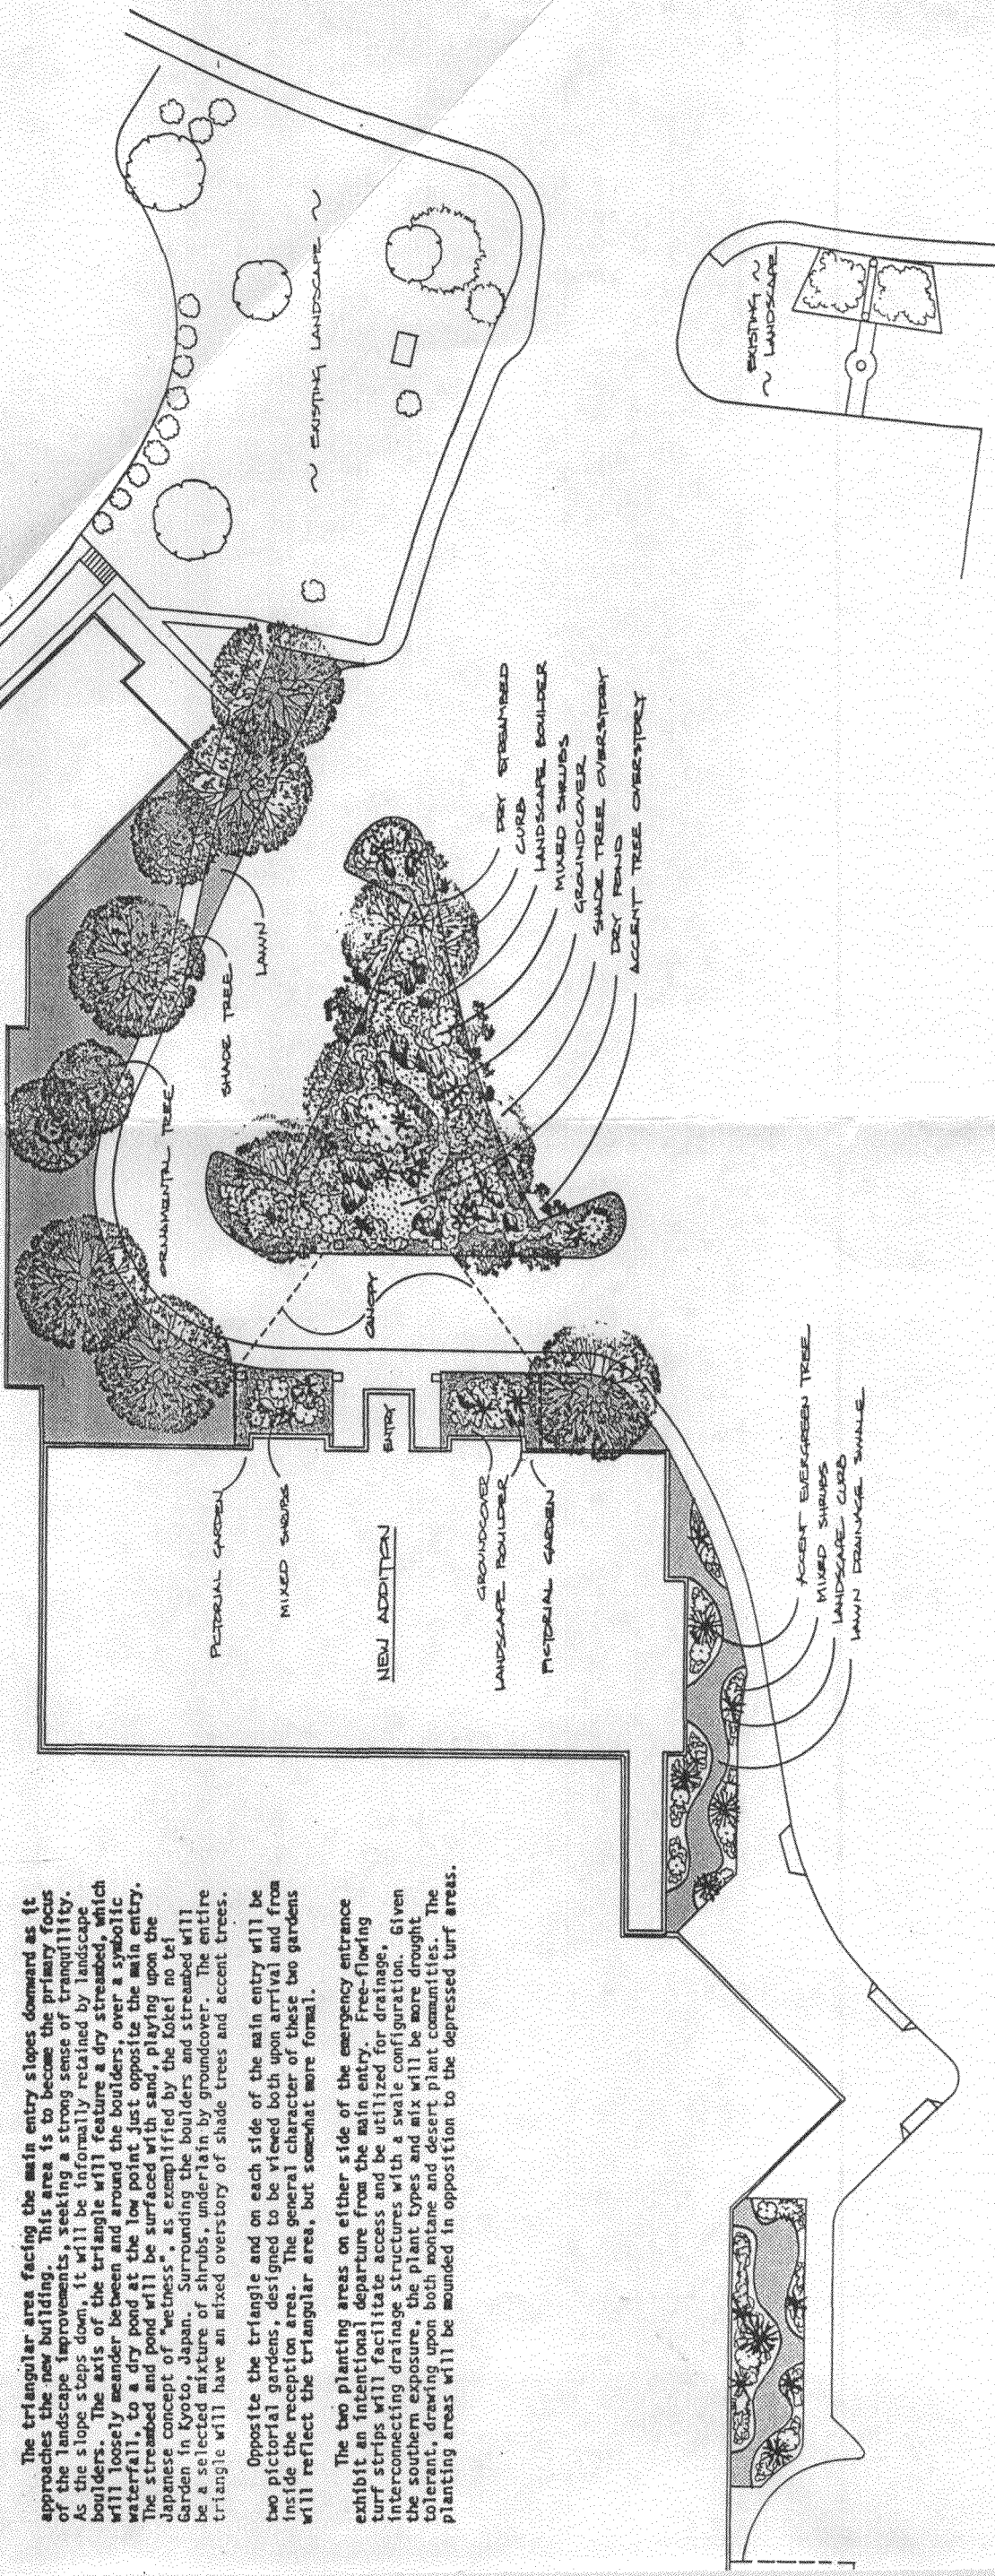 The triangular area facing the main entry slopes downward as it
approaches the new building. This area is to become the primary focus
of the landscape improvements, seeking a strong sense of tranquility.
As the slope steps down, it will be informally retained by landscape
boulders. The axis of the triangle will feature a dry streambed, which
will loosely meander between and around the boulders, over a symbolic
waterfall, to a dry pond at the low point just opposite the main entry.
The streambed and pond will be surfaced with sand, playing upon the
Japanese concept of "wetness", as exemplified by the Kokei no tei
Garden in Kyoto, Japan. Surrounding the boulders and streambed will
be a selected mixture of shrubs, underlain by groundcover. The entire
triangle will have an mixed overstory of shade trees and accent trees.
Opposite the triangle and on each side of the main entry will be
two pictorial gardens, designed to be viewed both upon arrival and from
inside the reception area. The general character of these two gardens
will reflect the triangular area, but somewhat more formal.
The two planting areas on either side of the emergency entrance
exhibit an intentional departure from the main entry. Free-flowing
turf strips will facilitate access and be utilized for drainage,
interconnecting drainage structures with a swale configuration. Given
the southern exposure, the plant types and mix will be more drought
tolerant, drawing upon both montane and desert plant communities. The
planting areas will be mounded in opposition to the depressed turf areas.
PICTORIAL GARDEN
MIXED SHRUBS
NEW ADDITION
ENTRY
GROUNDCOVER
LANDSCAPE BOULDER
PICTORIAL GARDEN
CANOPY
ORNAMENTAL TREE
SHADE TREE
LAWN
DRY STREAMBED
CURB
LANDSCAPE BOULDER
MIXED SHRUBS
GROUNDCOVER
SHADE TREE OVERSTORY
DRY POND
ACCENT TREE OVERSTORY
ACCENT EVERGREEN TREE
MIXED SHRUBS
LANDSCAPE CURB
LAWN DRAINAGE SWALE
~ EXISTING LANDSCAPE ~
EXISTING ~
~ LANDSCAPE